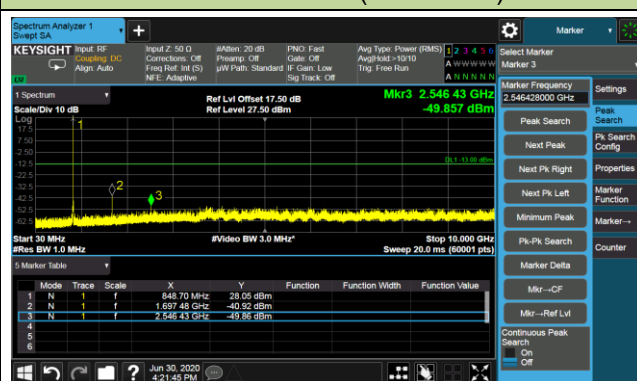 Spectrum Analyzer 1
Swept SA
+
Marker
KEYSIGHT
Input: RF
Coupling: DC
Align: Auto
Input Z: 50 Ω
Corrections: Off
Freq Ref: Int (S)
NFE: Adaptive
#Atten: 20 dB
Preamp: Off
µW Path: Standard
PNO: Fast
Gate: Off
IF Gain: Low
Sig Track: Off
Avg Type: Power (RMS)
Avg|Hold:>10/10
Trig: Free Run
1 2 3 4 5 6
A W W W W W
A N N N N N
Select Marker
Marker 3
LXI
1 Spectrum
Scale/Div 10 dB
Ref Lvl Offset 17.50 dB
Ref Level 27.50 dBm
Mkr3 2.546 43 GHz
-49.857 dBm
Log
17.5
7.50
-2.50
-12.5
-22.5
-32.5
-42.5
-52.5
-62.5
1
2
3
DL1 -13.00 dBm
Start 30 MHz
#Res BW 1.0 MHz
#Video BW 3.0 MHz*
Stop 10.000 GHz
Sweep 20.0 ms (60001 pts)
5 Marker Table
Mode Trace Scale X Y Function Function Width Function Value
1 N 1 f 848.70 MHz 28.05 dBm
2 N 1 f 1.697 48 GHz -40.92 dBm
3 N 1 f 2.546 43 GHz -49.86 dBm
4
5
6
Marker Frequency
2.546428000 GHz
Peak Search
Next Peak
Next Pk Right
Next Pk Left
Minimum Peak
Pk-Pk Search
Marker Delta
Mkr→CF
Mkr→Ref Lvl
Continuous Peak
Search
On
Off
Settings
Peak
Search
Pk Search
Config
Properties
Marker
Function
Marker→
Counter
?
Jun 30, 2020
4:21:45 PM